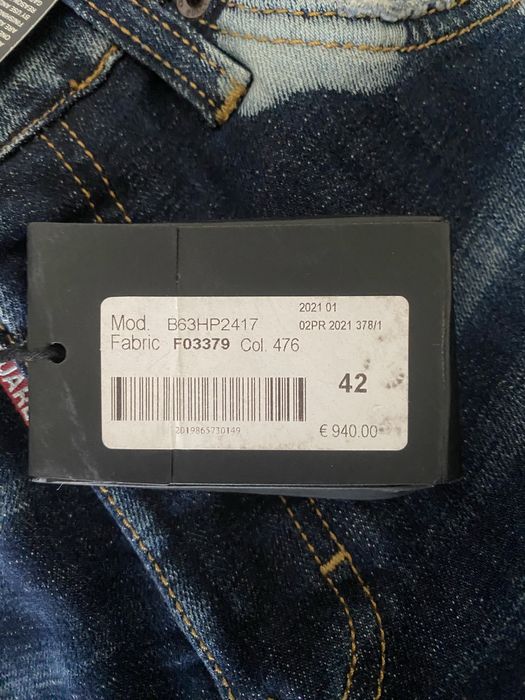 2021 01
Mod. B63HP2417
02PR 2021 378/1
Fabric F03379 Col. 476
42
2019865730149
€ 940.00